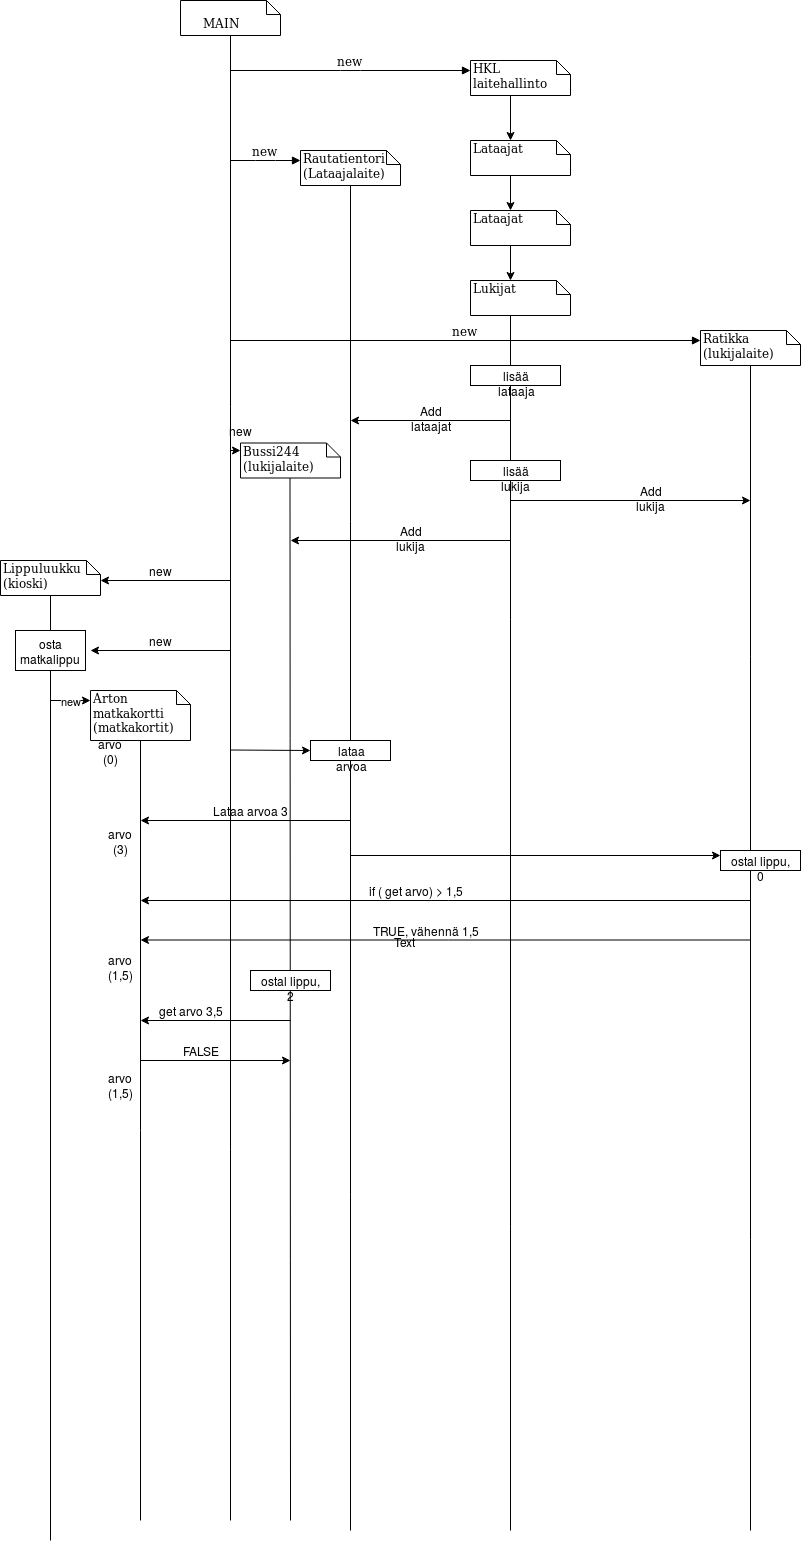 MAIN
new
HKL
laitehallinto
new
Rautatientori
(Lataajalaite)
Lataajat
Lataajat
Lukijat
new
Ratikka
(lukijalaite)
lisää
lataaja
Add
lataajat
new
Bussi244
(lukijalaite)
lisää
lukija
Add
lukija
Add
lukija
Lippuluukku
(kioski)
new
osta
matkalippu
new
new
Arton
matkakortti
(matkakortit)
arvo
(0)
lataa
arvoa
Lataa arvoa 3
arvo
(3)
ostal lippu,
0
if ( get arvo) > 1,5
TRUE, vähennä 1,5
Text
arvo
(1,5)
ostal lippu,
2
get arvo 3,5
FALSE
arvo
(1,5)